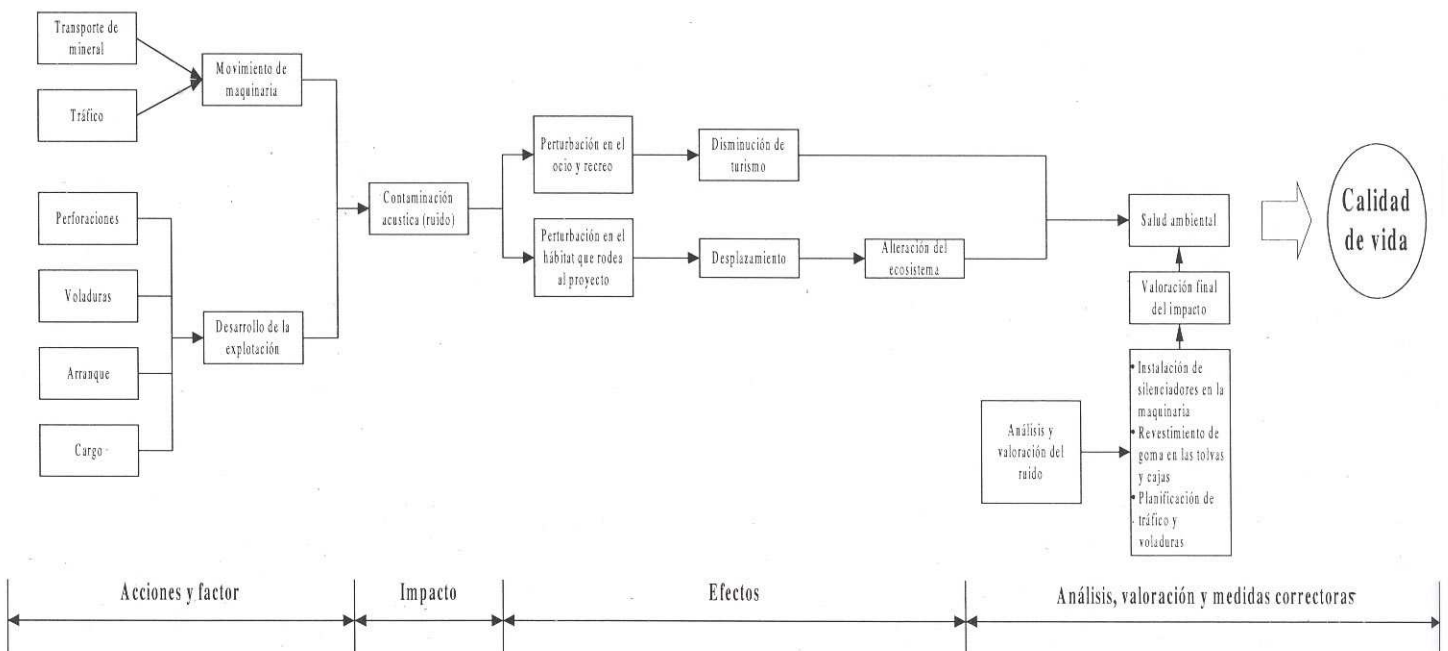 Transporte de
mineral
Tráfico
Movimiento de
maquinaria
Perforaciones
Voladuras
Arranque
Cargo
Desarrollo de la
explotación
Contaminación
acustica (ruido)
Perturbación en el
ocio y recreo
Disminución de
turismo
Perturbación en el
hábitat que rodea
al proyecto
Desplazamiento
Alteración del
ecosistema
Salud ambiental
Calidad
de vida
Valoración final
del impacto
Análisis y
valoración del
ruido
• Instalación de
silenciadores en la
maquinaria
• Revestimiento de
goma en las tolvas
y cajas
• Planificación de
tráfico y
voladuras
Acciones y factor
Impacto
Efectos
Análisis, valoración y medidas correctoras